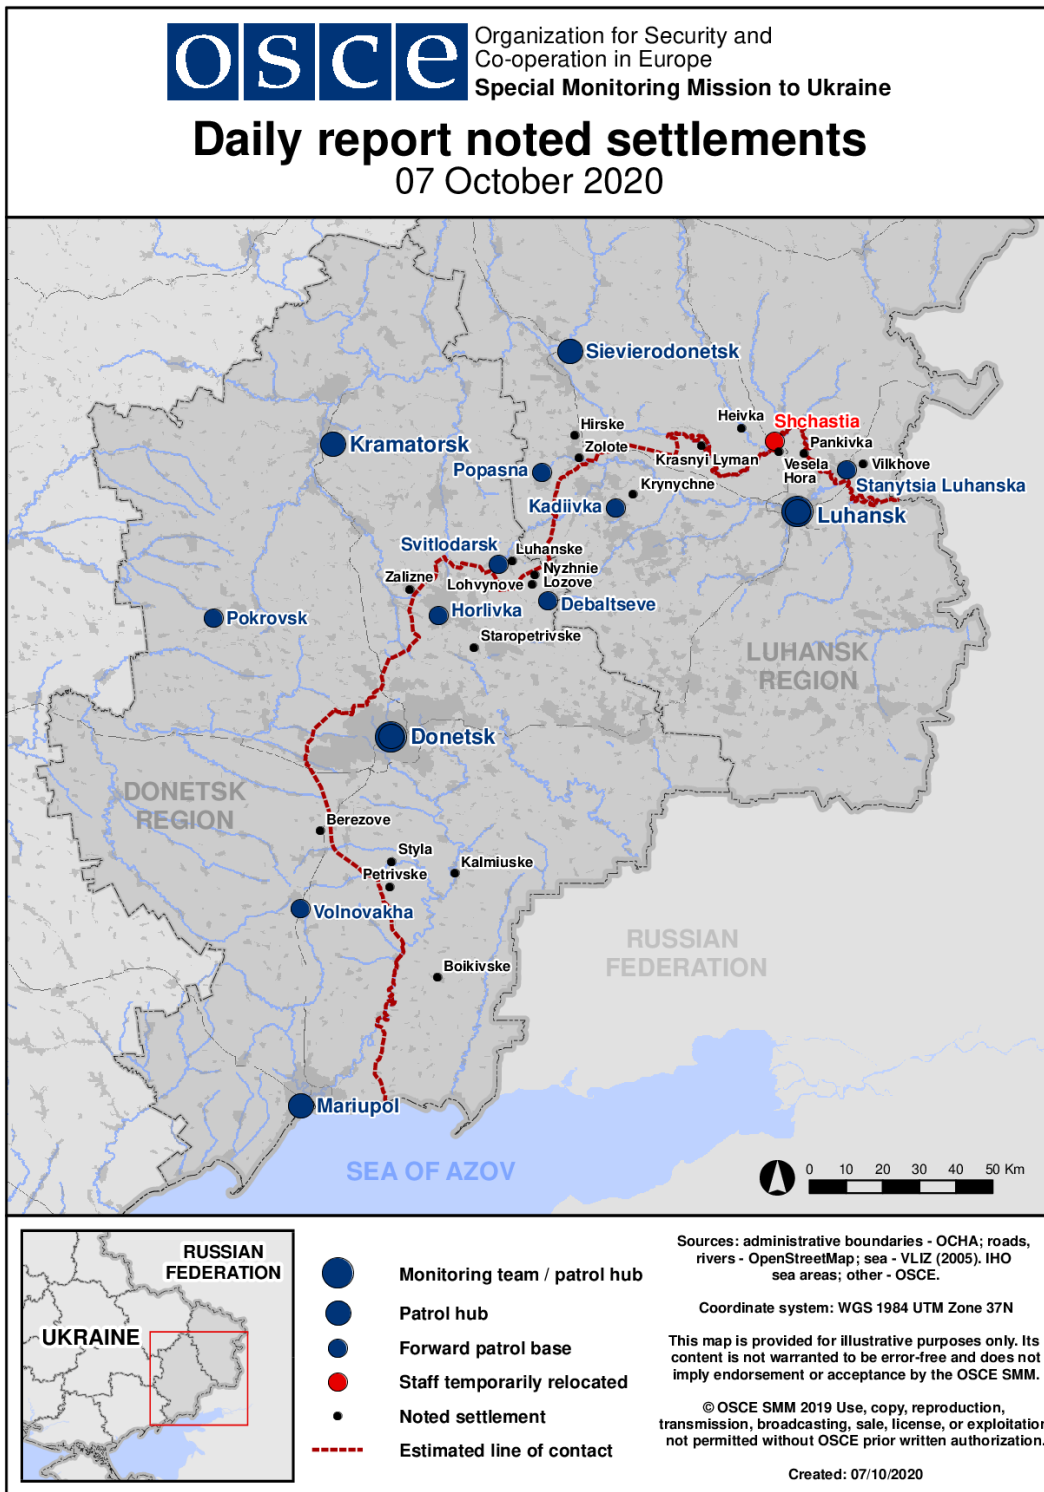 osce
Organization for Security and
Co-operation in Europe
Special Monitoring Mission to Ukraine
Daily report noted settlements
07 October 2020
Sievierodonetsk
Heivka
Shchastia
Hirske
Kramatorsk
Zolote
Pankivka
Krasnyi Lyman
Vesela
Hora
Vilkhove
Popasna
Stanytsia Luhanska
Krynychne
Kadiivka
Luhansk
Svitlodarsk
Luhanske
Nyzhnie
Lozove
Zalizne
Lohvynove
Debaltseve
Horlivka
Pokrovsk
Staropetrivske
LUHANSK
REGION
Donetsk
DONETSK
REGION
Berezove
Styla
Kalmiuske
Petrivske
Volnovakha
RUSSIAN
FEDERATION
Boikivske
Mariupol
SEA OF AZOV
0 10 20 30 40 50 Km
RUSSIAN
FEDERATION
UKRAINE
Monitoring team / patrol hub
Patrol hub
Forward patrol base
Staff temporarily relocated
Noted settlement
Estimated line of contact
Sources: administrative boundaries - OCHA; roads,
rivers - OpenStreetMap; sea - VLIZ (2005). IHO
sea areas; other - OSCE.
Coordinate system: WGS 1984 UTM Zone 37N
This map is provided for illustrative purposes only. Its
content is not warranted to be error-free and does not
imply endorsement or acceptance by the OSCE SMM.
© OSCE SMM 2019 Use, copy, reproduction,
transmission, broadcasting, sale, license, or exploitation
not permitted without OSCE prior written authorization.
Created: 07/10/2020